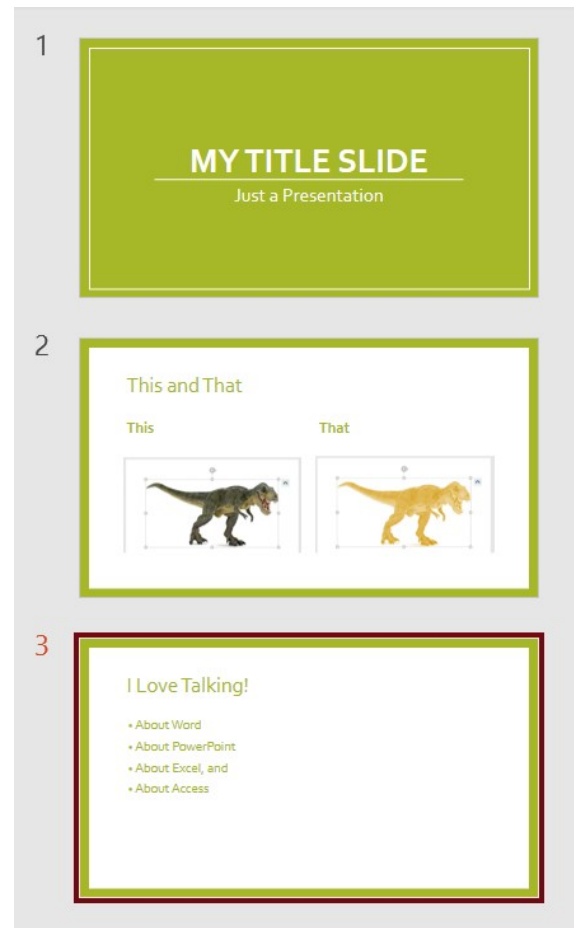 1
MY TITLE SLIDE
Just a Presentation
2
This and That
This That
3
I Love Talking!
• About Word
• About PowerPoint
• About Excel, and
• About Access